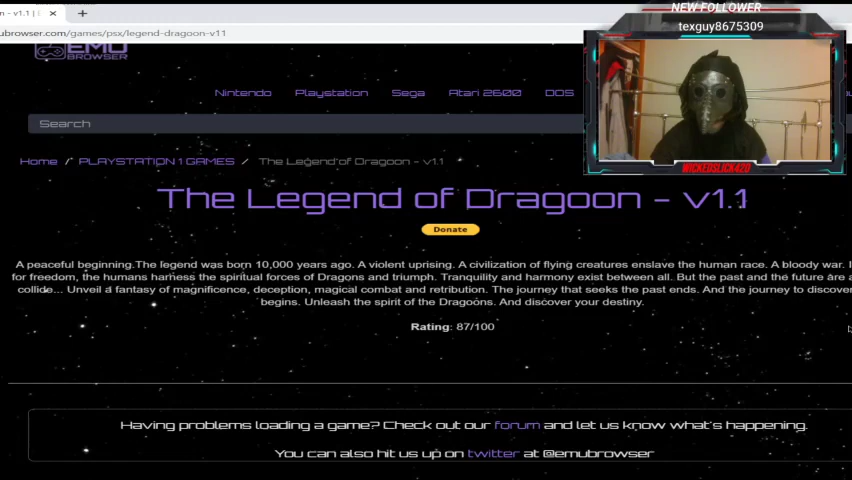 NEW FOLLOWER
texguy8675309
- v1.1 |
ubrowser.com/games/psx/legend-dragoon-v11
EMU
BROWSER
Nintendo Playstation Sega Atari 2600 DOS
Search
WICKEDSLICK420
Home / PLAYSTATION 1 GAMES / The Legend of Dragoon - v1.1
The Legend of Dragoon - v1.1
Donate
A peaceful beginning.The legend was born 10,000 years ago. A violent uprising. A civilization of flying creatures enslave the human race. A bloody war. I
for freedom, the humans harness the spiritual forces of Dragons and triumph. Tranquility and harmony exist between all. But the past and the future are
collide... Unveil a fantasy of magnificence, deception, magical combat and retribution. The journey that seeks the past ends. And the journey to discover
begins. Unleash the spirit of the Dragoons. And discover your destiny.
Rating: 87/100
Having problems loading a game? Check out our forum and let us know what's happening.
You can also hit us up on twitter at @emubrowser